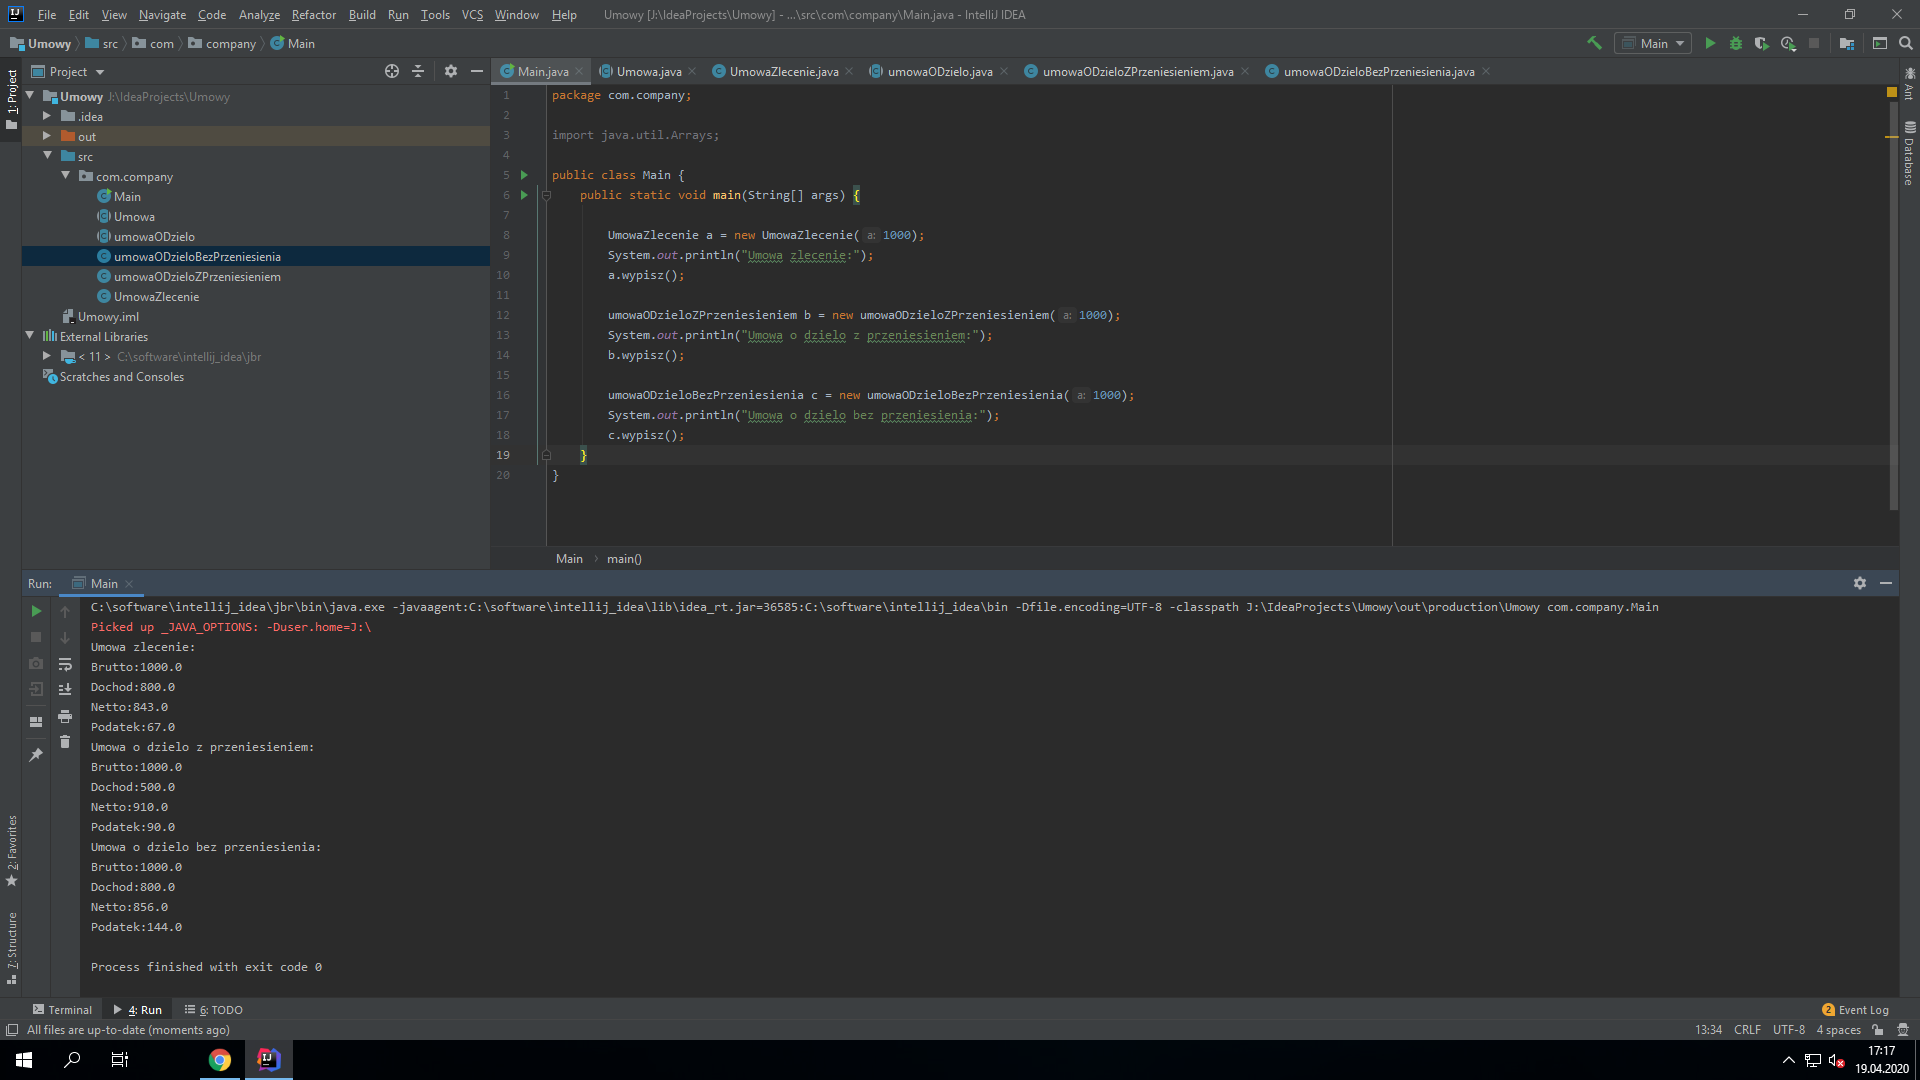 File Edit View Navigate Code Analyze Refactor Build Run Tools VCS Window Help Umowy [J:\IdeaProjects\Umowy] - ...\src\com\company\Main.java - IntelliJ IDEA
Umowy src com company Main Main
Project
Main.java Umowa.java UmowaZlecenie.java umowaODzielo.java umowaODzieloZPrzeniesieniem.java umowaODzieloBezPrzeniesienia.java
1: Project
Umowy J:\IdeaProjects\Umowy
.idea
out
src
com.company
Main
Umowa
umowaODzielo
umowaODzieloBezPrzeniesienia
umowaODzieloZPrzeniesieniem
UmowaZlecenie
Umowy.iml
External Libraries
< 11 > C:\software\intellij_idea\jbr
Scratches and Consoles
1 package com.company;
2
3 import java.util.Arrays;
4
5 public class Main {
6 public static void main(String[] args) {
7
8 UmowaZlecenie a = new UmowaZlecenie( a: 1000);
9 System.out.println("Umowa zlecenie:");
10 a.wypisz();
11
12 umowaODzieloZPrzeniesieniem b = new umowaODzieloZPrzeniesieniem( a: 1000);
13 System.out.println("Umowa o dzielo z przeniesieniem:");
14 b.wypisz();
15
16 umowaODzieloBezPrzeniesienia c = new umowaODzieloBezPrzeniesienia( a: 1000);
17 System.out.println("Umowa o dzielo bez przeniesienia:");
18 c.wypisz();
19 }
20 }
Main main()
Ant
Database
Run: Main
C:\software\intellij_idea\jbr\bin\java.exe -javaagent:C:\software\intellij_idea\lib\idea_rt.jar=36585:C:\software\intellij_idea\bin -Dfile.encoding=UTF-8 -classpath J:\IdeaProjects\Umowy\out\production\Umowy com.company.Main
Picked up _JAVA_OPTIONS: -Duser.home=J:\
Umowa zlecenie:
Brutto:1000.0
Dochod:800.0
Netto:843.0
Podatek:67.0
Umowa o dzielo z przeniesieniem:
Brutto:1000.0
Dochod:500.0
Netto:910.0
Podatek:90.0
Umowa o dzielo bez przeniesienia:
Brutto:1000.0
Dochod:800.0
Netto:856.0
Podatek:144.0
Process finished with exit code 0
2: Favorites
7: Structure
Terminal 4: Run 6: TODO 2 Event Log
All files are up-to-date (moments ago) 13:34 CRLF UTF-8 4 spaces
17:17
19.04.2020